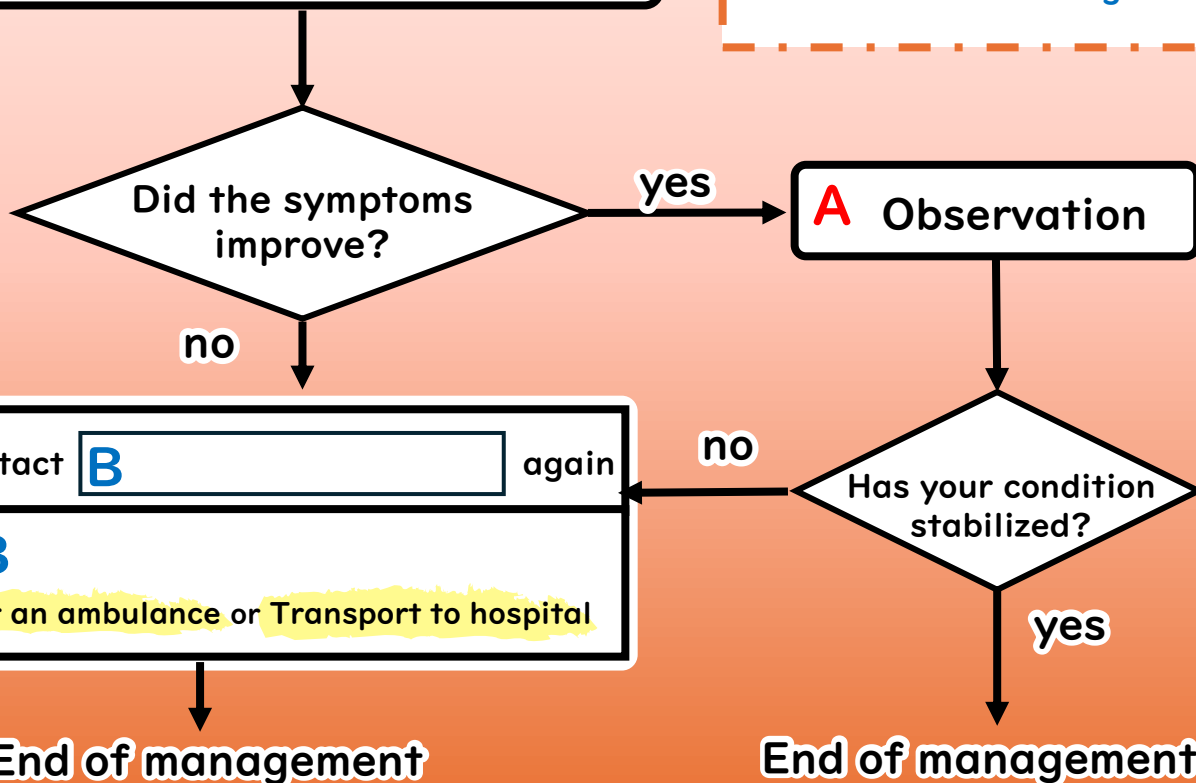 Did the symptoms
improve?
yes
A Observation
no
tact B again
no
Has your condition
stabilized?
B
an ambulance or Transport to hospital
yes
End of management
End of management